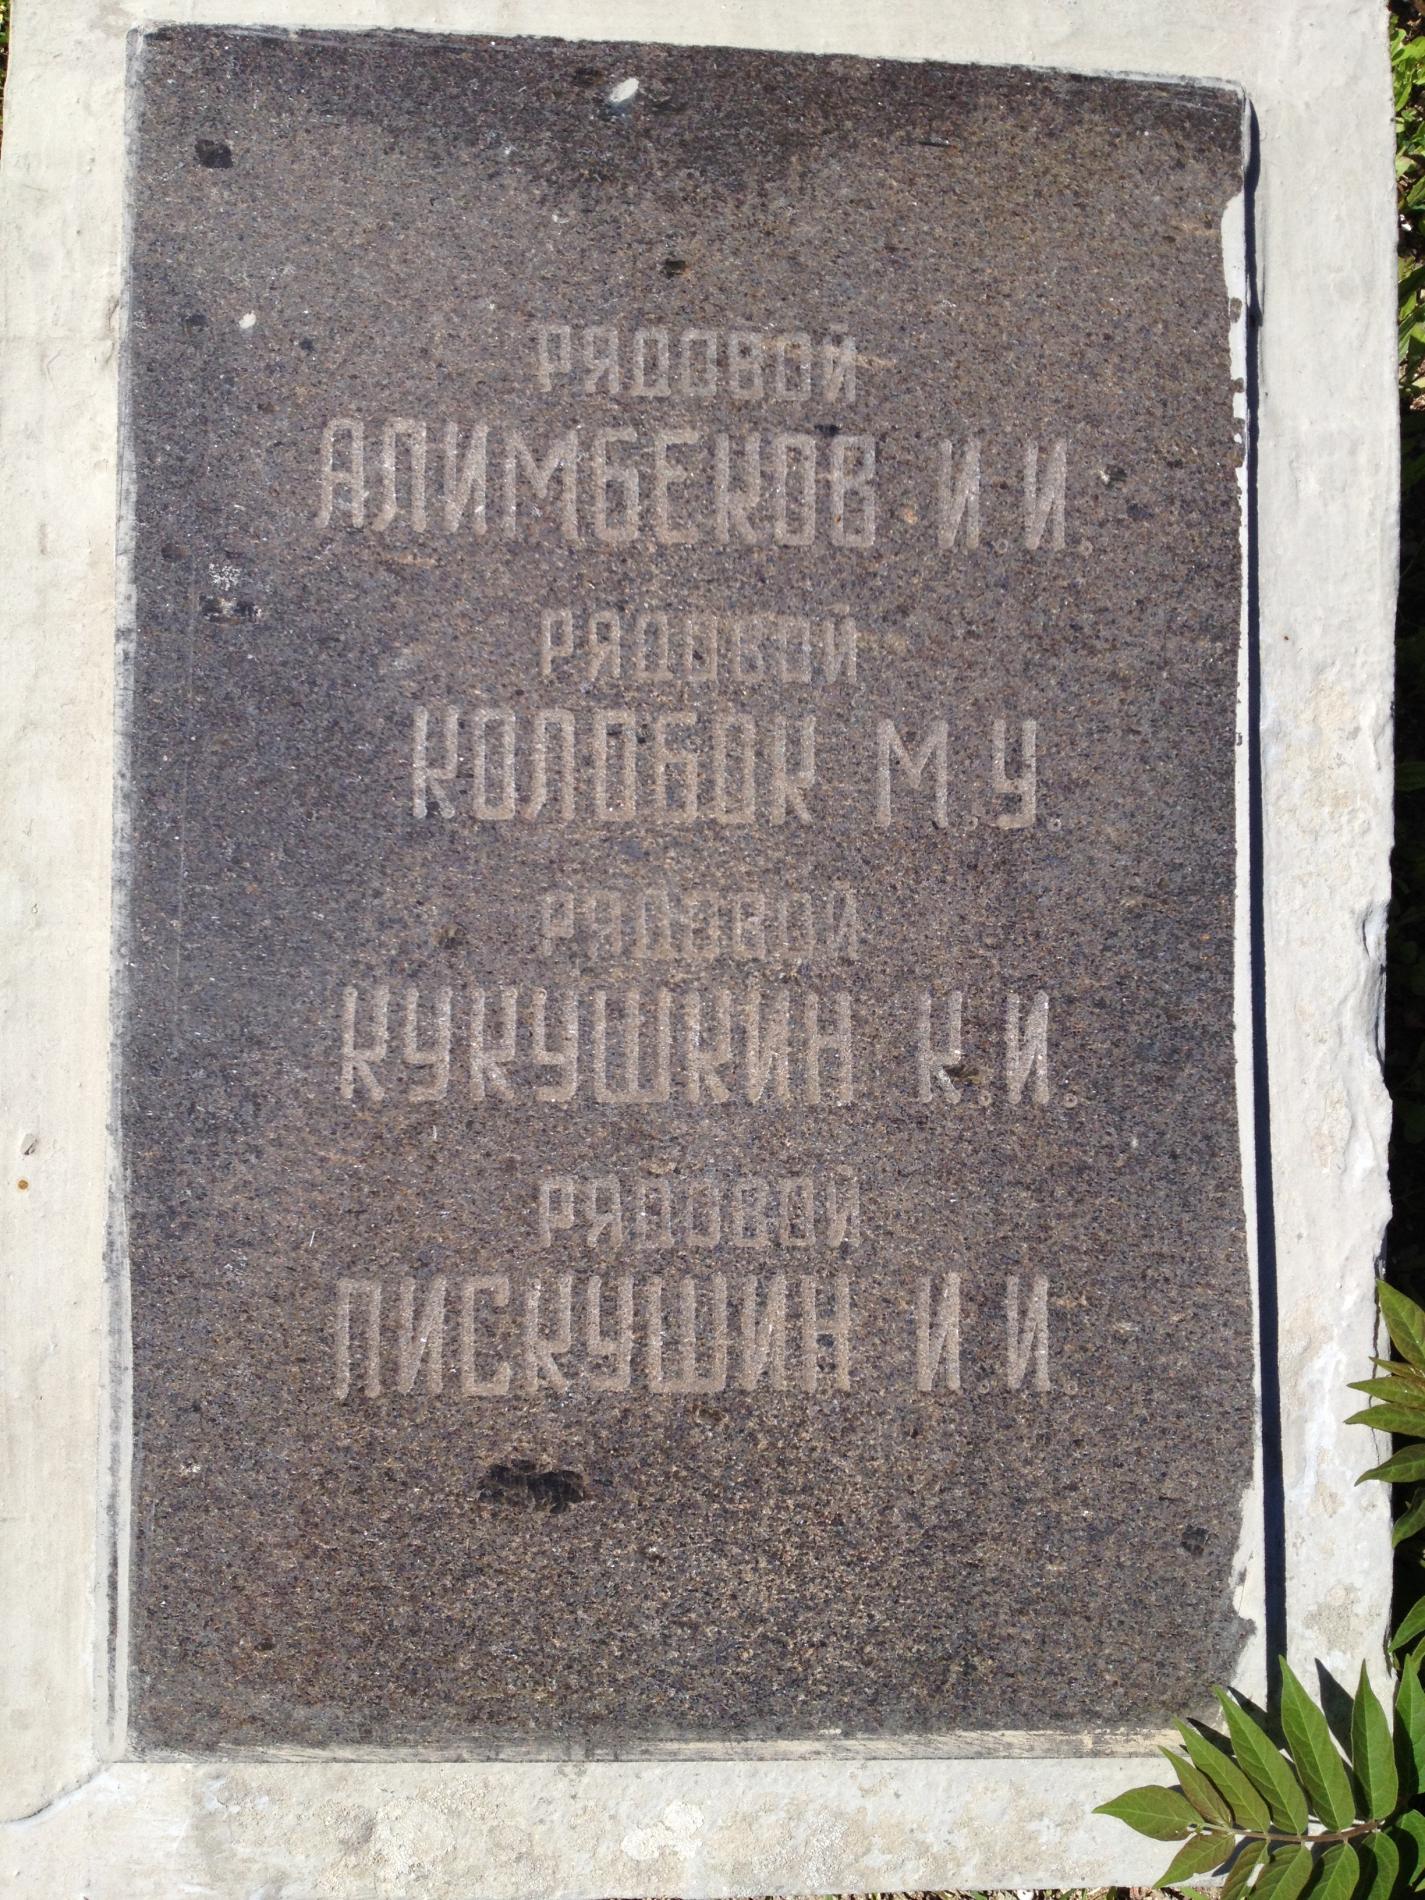 РЯДОВОЙ
АЛИМБЕКОВ И.И.
РЯДОВОЙ
КОЛОБОК М.У.
РЯДОВОЙ
КУКУШКИН К.И.
РЯДОВОЙ
ПИСКУШИН И.И.